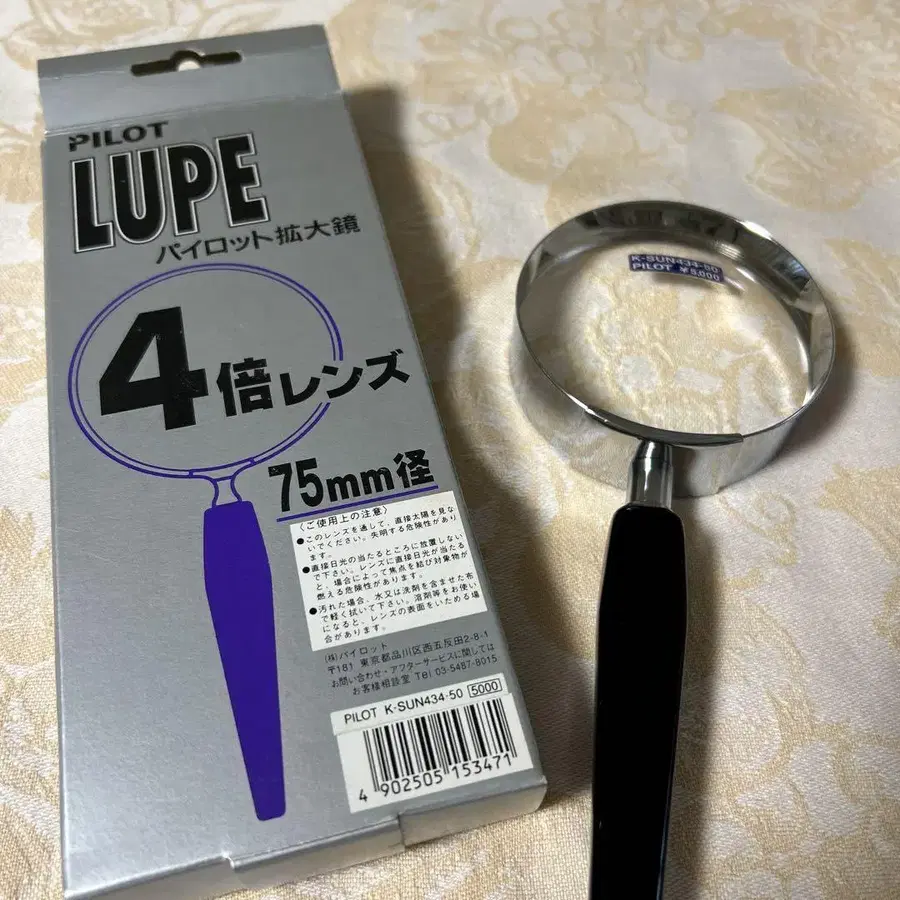 PILOT
LUPE
パイロット拡大鏡
4倍レンズ
75mm径
〈ご使用上の注意〉
●このレンズを通して、直接太陽を見な
いでください。失明する危険性があり
ます。
●直接日光の当たるところに放置しない
で下さい。レンズに直接日光が当たる
と、場合によって焦点を結び対象物が
燃える危険性があります。
●汚れた場合、水又は洗剤を含ませた布
で軽く拭いて下さい。溶剤等をお使い
になると、レンズの表面をいためる場
合があります。
(株)パイロット
〒181 東京都品川区西五反田2-8-1
お問い合わせ・アフターサービスに関しては
お客様相談室 Tel 03-5487-8015
PILOT K-SUN434-50 5000
4 902505 153471
K-SUN434-50
PILOT ¥5,000